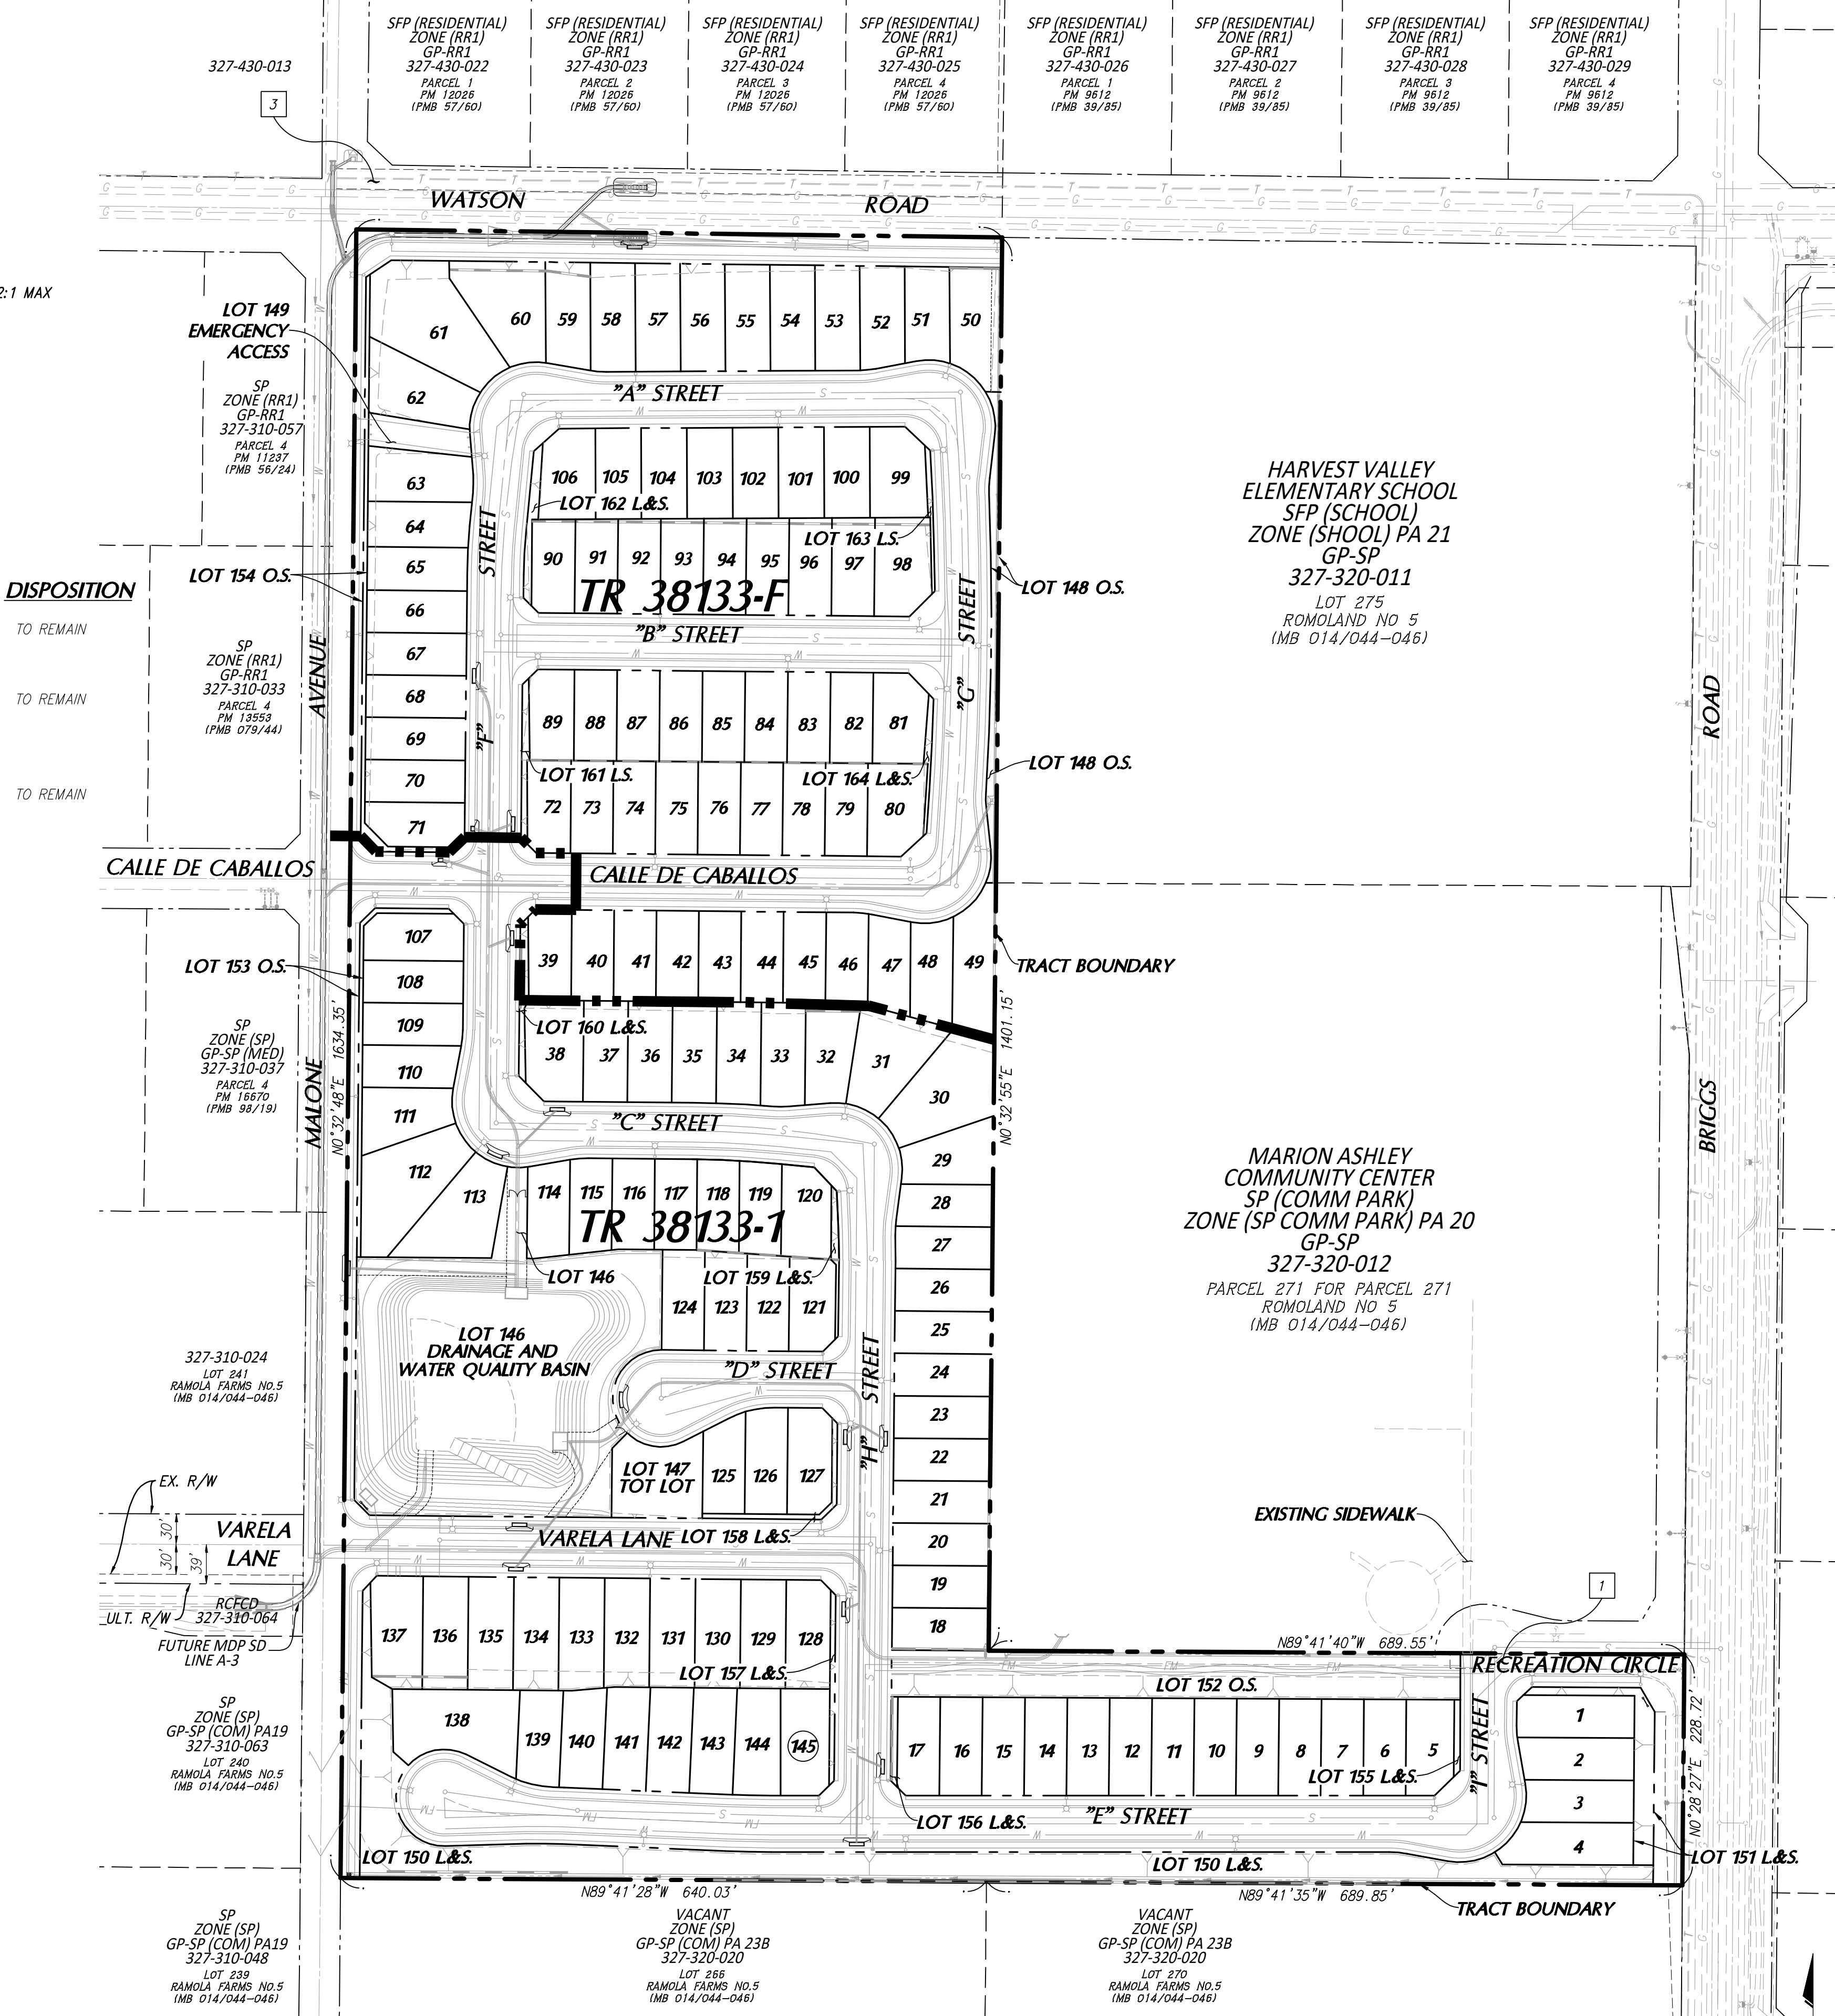 SFP (RESIDENTIAL)
ZONE (RR1)
GP-RR1
327-430-022
PARCEL 1
PM 12026
(PMB 57/60)
SFP (RESIDENTIAL)
ZONE (RR1)
GP-RR1
327-430-023
PARCEL 2
PM 12026
(PMB 57/60)
SFP (RESIDENTIAL)
ZONE (RR1)
GP-RR1
327-430-024
PARCEL 3
PM 12026
(PMB 57/60)
SFP (RESIDENTIAL)
ZONE (RR1)
GP-RR1
327-430-025
PARCEL 4
PM 12026
(PMB 57/60)
SFP (RESIDENTIAL)
ZONE (RR1)
GP-RR1
327-430-026
PARCEL 1
PM 9612
(PMB 39/85)
SFP (RESIDENTIAL)
ZONE (RR1)
GP-RR1
327-430-027
PARCEL 2
PM 9612
(PMB 39/85)
SFP (RESIDENTIAL)
ZONE (RR1)
GP-RR1
327-430-028
PARCEL 3
PM 9612
(PMB 39/85)
SFP (RESIDENTIAL)
ZONE (RR1)
GP-RR1
327-430-029
PARCEL 4
PM 9612
(PMB 39/85)
327-430-013
3
WATSON ROAD
2:1 MAX
LOT 149
EMERGENCY
ACCESS
61 60 59 58 57 56 55 54 53 52 51 50
SP
ZONE (RR1)
GP-RR1
327-310-057
PARCEL 4
PM 11237
(PMB 56/24)
62
"A" STREET
63
64
65
66
67
68
69
70
71
106 105 104 103 102 101 100 99
LOT 162 L.&S.
LOT 163 L.S.
90 91 92 93 94 95 96 97 98
TR 38133-F
"B" STREET
"F" STREET
"G" STREET
LOT 154 O.S.
LOT 148 O.S.
DISPOSITION
TO REMAIN
TO REMAIN
TO REMAIN
SP
ZONE (RR1)
GP-RR1
327-310-033
PARCEL 4
PM 13553
(PMB 079/44)
MALONE AVENUE
89 88 87 86 85 84 83 82 81
LOT 161 L.S.
LOT 164 L.&S.
LOT 148 O.S.
72 73 74 75 76 77 78 79 80
HARVEST VALLEY
ELEMENTARY SCHOOL
SFP (SCHOOL)
ZONE (SHOOL) PA 21
GP-SP
327-320-011
LOT 275
ROMOLAND NO 5
(MB 014/044-046)
BRIGGS ROAD
CALLE DE CABALLOS
CALLE DE CABALLOS
107
108
109
110
111
112
113
LOT 153 O.S.
39 40 41 42 43 44 45 46 47 48 49
TRACT BOUNDARY
LOT 160 L.&S.
38 37 36 35 34 33 32 31 30
SP
ZONE (SP)
GP-SP (MED)
327-310-037
PARCEL 4
PM 16670
(PMB 98/19)
N0°32'48"E 1634.35'
N0°32'55"E 1401.15'
"C" STREET
29
28
27
26
25
24
23
22
21
20
19
18
114 115 116 117 118 119 120
TR 38133-1
LOT 146
LOT 159 L.&S.
124 123 122 121
LOT 146
DRAINAGE AND
WATER QUALITY BASIN
"D" STREET
"H" STREET
LOT 147
TOT LOT
125 126 127
MARION ASHLEY
COMMUNITY CENTER
SP (COMM PARK)
ZONE (SP COMM PARK) PA 20
GP-SP
327-320-012
PARCEL 271 FOR PARCEL 271
ROMOLAND NO 5
(MB 014/044-046)
327-310-024
LOT 241
RAMOLA FARMS NO.5
(MB 014/044-046)
EX. R/W
VARELA
LANE
30'
30'
39'
ULT. R/W
RCFCD
327-310-064
FUTURE MDP SD
LINE A-3
VARELA LANE
LOT 158 L.&S.
EXISTING SIDEWALK
1
137 136 135 134 133 132 131 130 129 128
LOT 157 L.&S.
138 139 140 141 142 143 144 145
N89°41'40"W 689.55'
RECREATION CIRCLE
LOT 152 O.S.
17 16 15 14 13 12 11 10 9 8 7 6 5
LOT 155 L.&S.
"I" STREET
1
2
3
4
N0°28'27"E 228.72'
LOT 156 L.&S.
"E" STREET
LOT 150 L.&S.
LOT 150 L.&S.
LOT 151 L.&S.
SP
ZONE (SP)
GP-SP (COM) PA19
327-310-063
LOT 240
RAMOLA FARMS NO.5
(MB 014/044-046)
N89°41'28"W 640.03'
N89°41'35"W 689.85'
TRACT BOUNDARY
SP
ZONE (SP)
GP-SP (COM) PA19
327-310-048
LOT 239
RAMOLA FARMS NO.5
(MB 014/044-046)
VACANT
ZONE (SP)
GP-SP (COM) PA 23B
327-320-020
LOT 266
RAMOLA FARMS NO.5
(MB 014/044-046)
VACANT
ZONE (SP)
GP-SP (COM) PA 23B
327-320-020
LOT 270
RAMOLA FARMS NO.5
(MB 014/044-046)